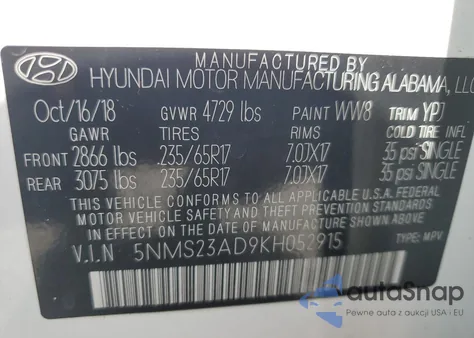 MANUFACTURED BY
HYUNDAI MOTOR MANUFACTURING ALABAMA, LLC
Oct/16/18 GVWR 4729 lbs PAINT WW8 TRIM YPJ
GAWR TIRES RIMS COLD TIRE INFL.
FRONT 2866 lbs 235/65R17 7.0JX17 35 psi SINGLE
REAR 3075 lbs 235/65R17 7.0JX17 35 psi SINGLE
THIS VEHICLE CONFORMS TO ALL APPLICABLE U.S.A. FEDERAL
MOTOR VEHICLE SAFETY AND THEFT PREVENTION STANDARDS
IN EFFECT ON THE DATE OF MANUFACTURE SHOWN ABOVE.
V.I.N 5NMS23AD9KH052915 TYPE: MPV
autoSnap
Pewne auta z aukcji USA i EU